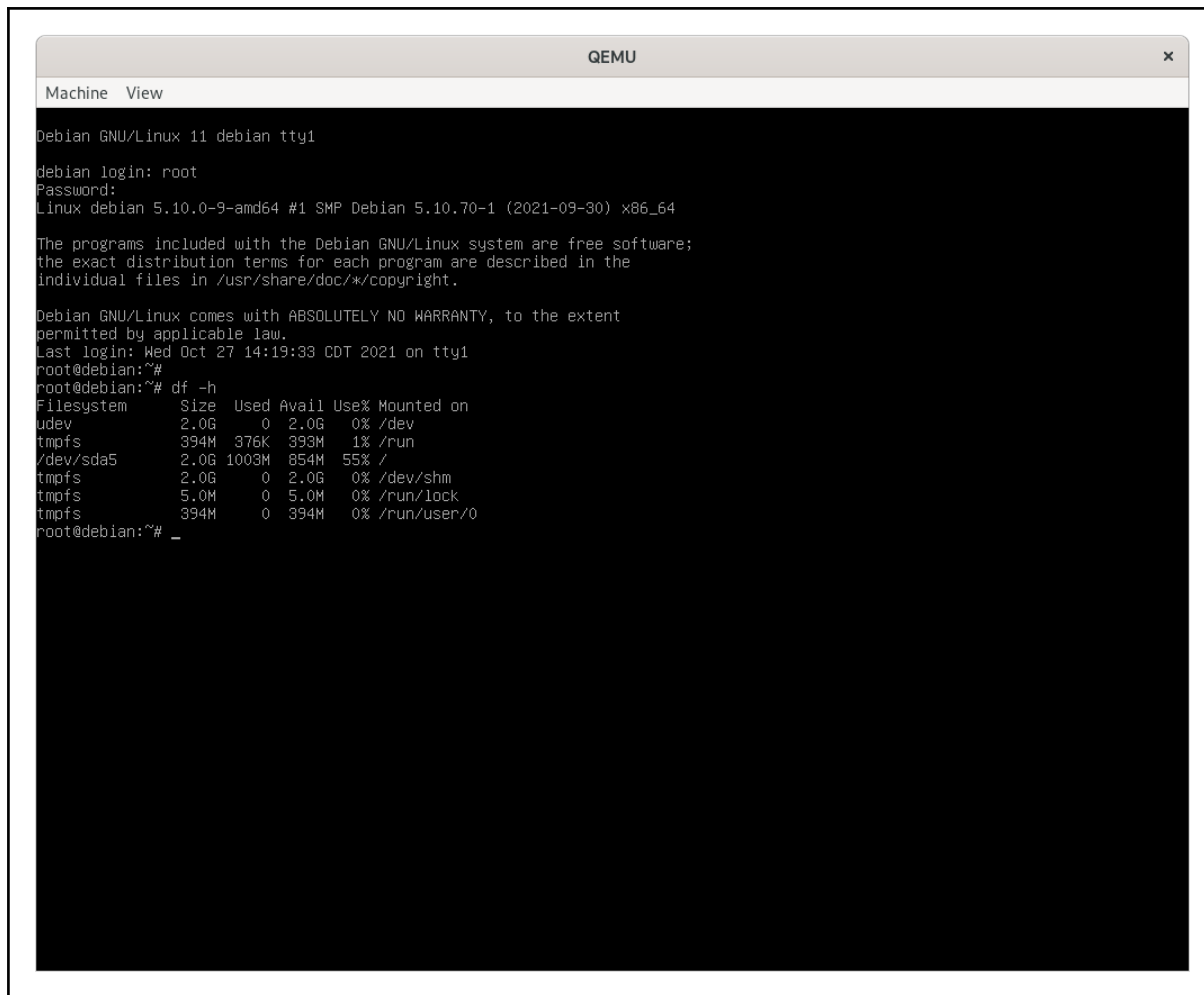 QEMU ×
Machine View
Debian GNU/Linux 11 debian tty1
debian login: root
Password:
Linux debian 5.10.0-9-amd64 #1 SMP Debian 5.10.70-1 (2021-09-30) x86_64
The programs included with the Debian GNU/Linux system are free software;
the exact distribution terms for each program are described in the
individual files in /usr/share/doc/*/copyright.
Debian GNU/Linux comes with ABSOLUTELY NO WARRANTY, to the extent
permitted by applicable law.
Last login: Wed Oct 27 14:19:33 CDT 2021 on tty1
root@debian:~#
root@debian:~# df -h
Filesystem      Size  Used Avail Use% Mounted on
udev            2.0G     0  2.0G   0% /dev
tmpfs           394M  376K  393M   1% /run
/dev/sda5       2.0G 1003M  854M  55% /
tmpfs           2.0G     0  2.0G   0% /dev/shm
tmpfs           5.0M     0  5.0M   0% /run/lock
tmpfs           394M     0  394M   0% /run/user/0
root@debian:~# _